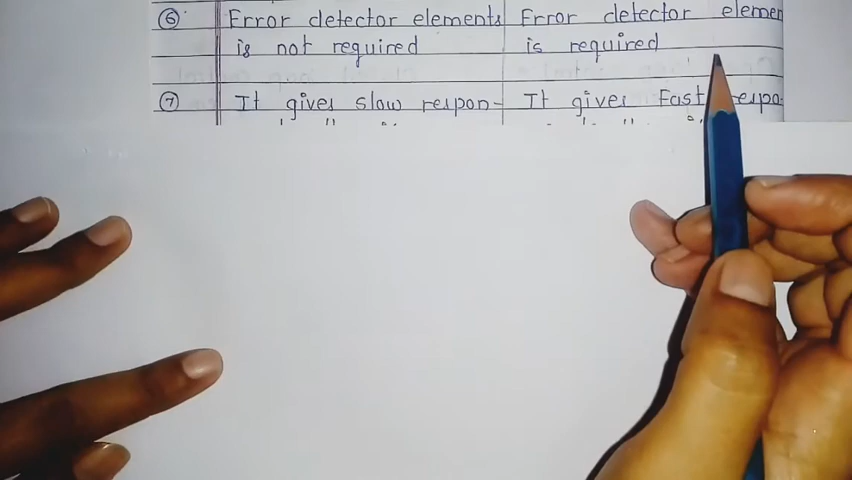 ⑥ Error detector elements Error detector elemen
is not required is required
⑦ It gives slow respon- It gives Fast respo-